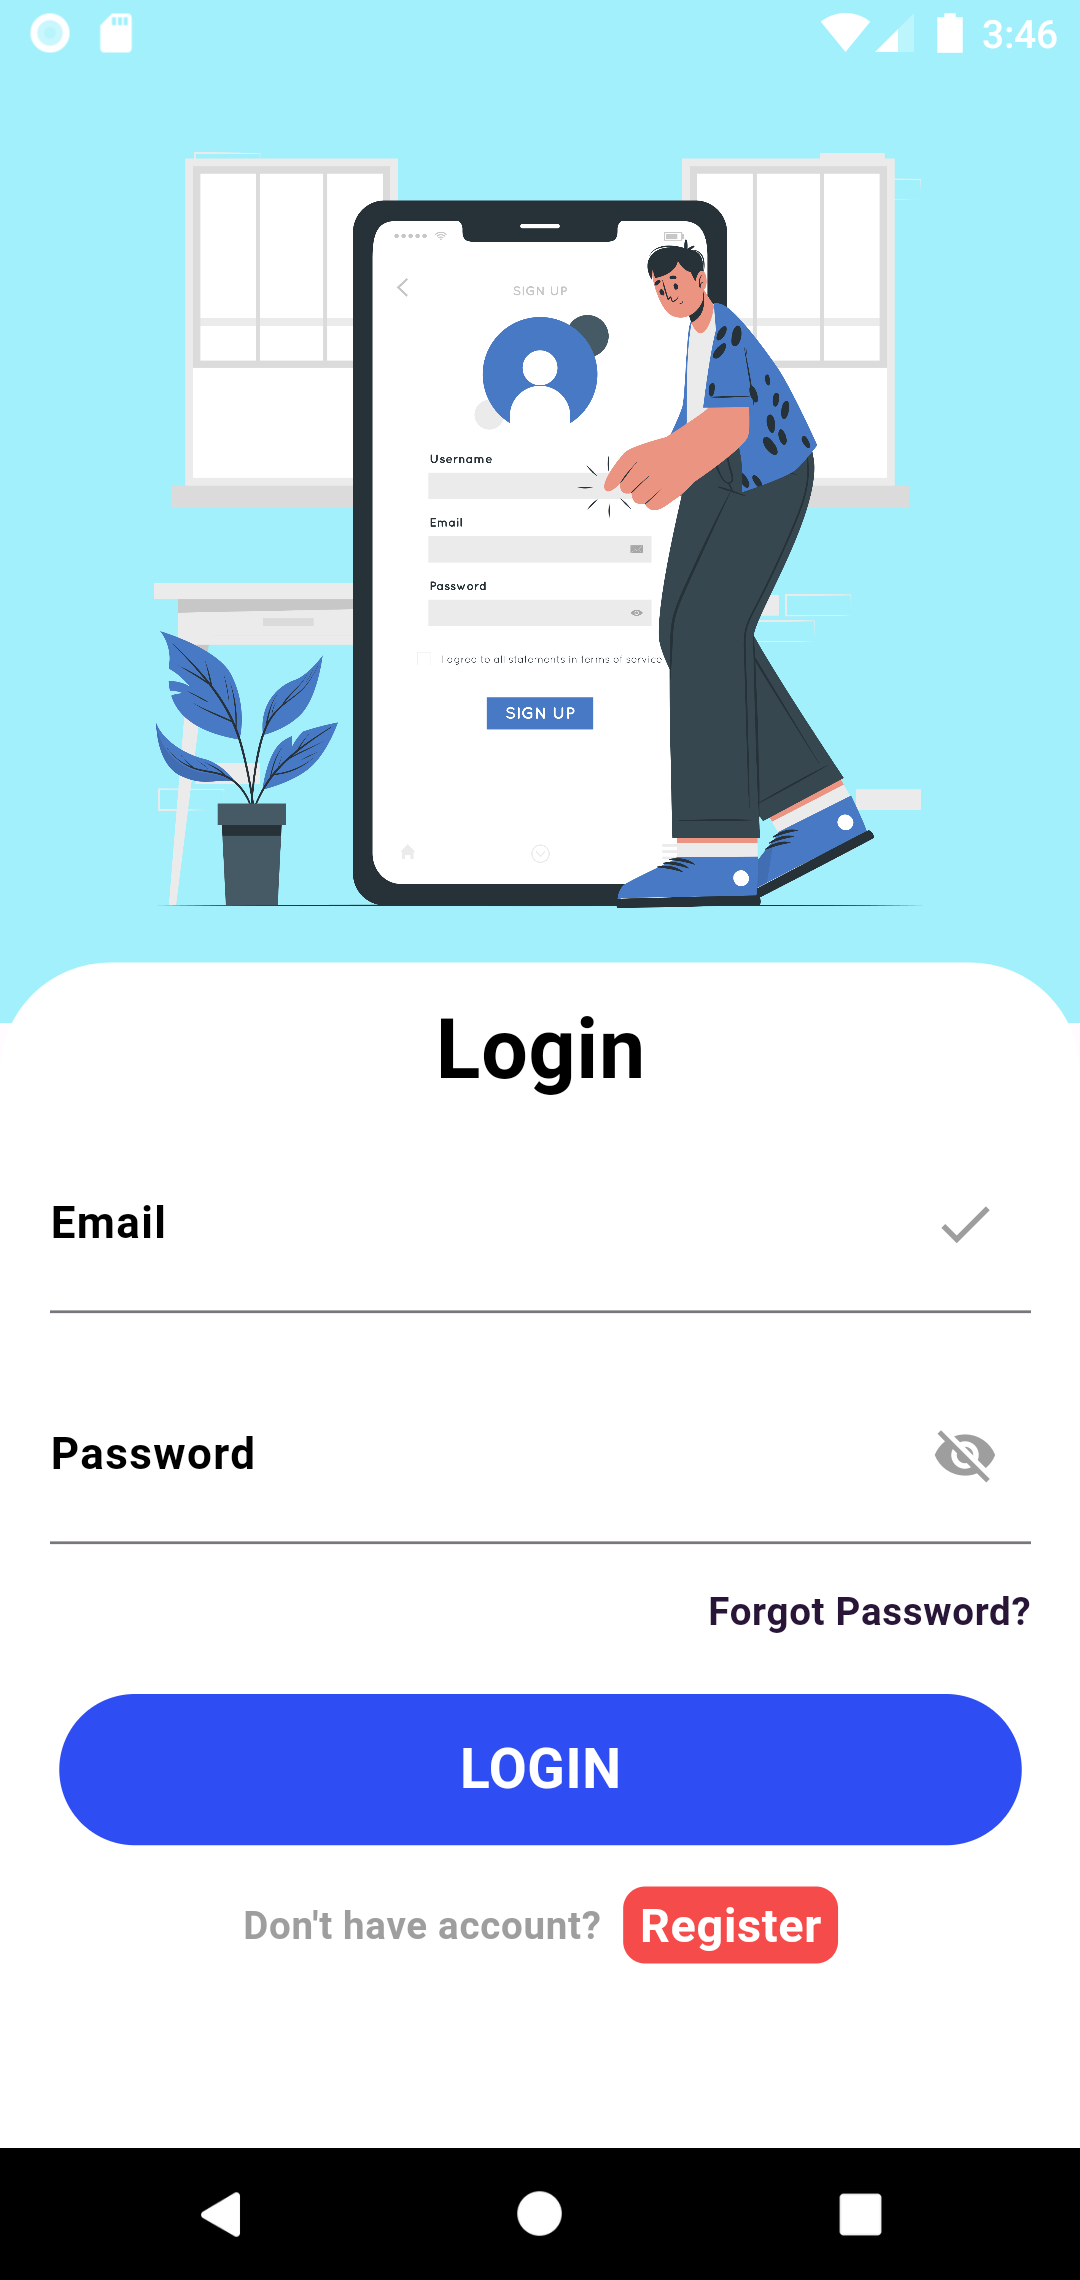 3:46
SIGN UP
Username
Email
Password
I agree to all statements in terms of service
SIGN UP
Login
Email
Password
Forgot Password?
LOGIN
Don't have account? Register